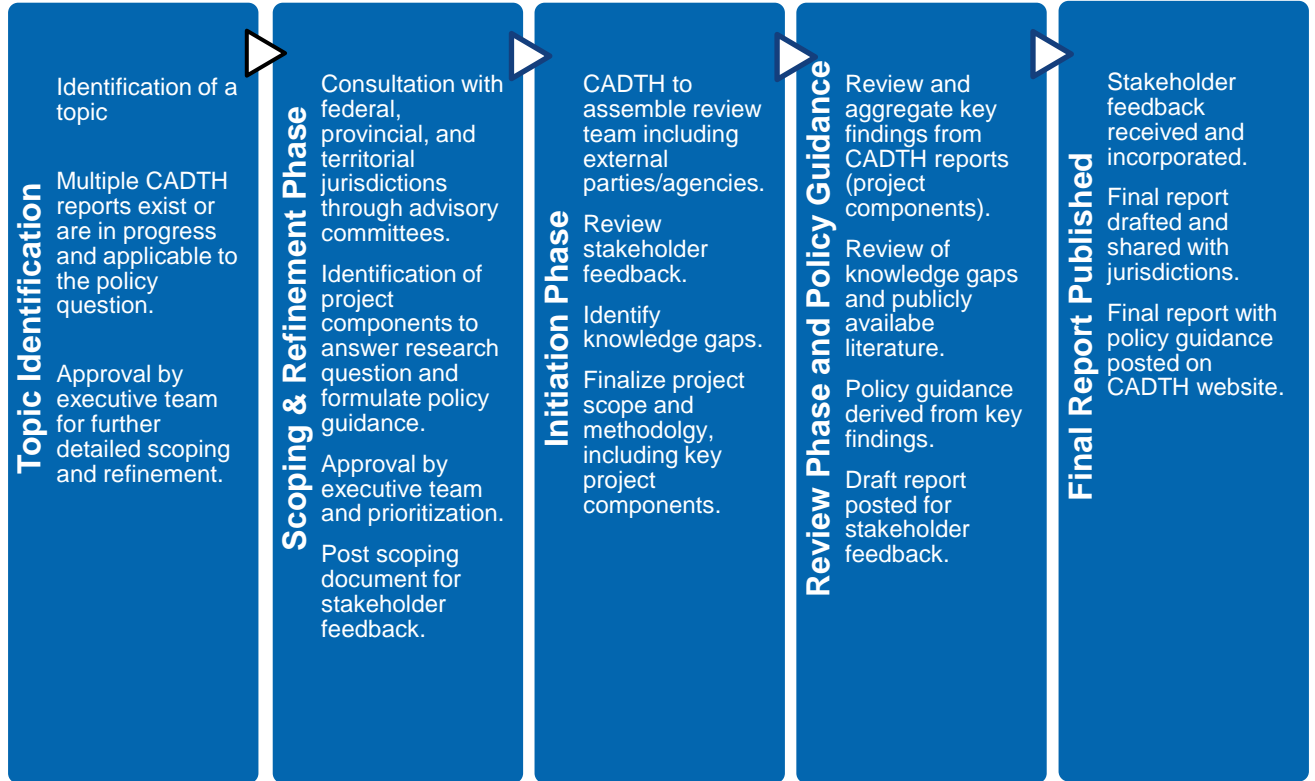 Topic Identification
Identification of a
topic
Multiple CADTH
reports exist or
are in progress
and applicable to
the policy
question.
Approval by
executive team
for further
detailed scoping
and refinement.
Scoping & Refinement Phase
Consultation with
federal,
provincial, and
territorial
jurisdictions
through advisory
committees.
Identification of
project
components to
answer research
question and
formulate policy
guidance.
Approval by
executive team
and prioritization.
Post scoping
document for
stakeholder
feedback.
Initiation Phase
CADTH to
assemble review
team including
external
parties/agencies.
Review
stakeholder
feedback.
Identify
knowledge gaps.
Finalize project
scope and
methodolgy,
including key
project
components.
Review Phase and Policy Guidance
Review and
aggregate key
findings from
CADTH reports
(project
components).
Review of
knowledge gaps
and publicly
availabe
literature.
Policy guidance
derived from key
findings.
Draft report
posted for
stakeholder
feedback.
Final Report Published
Stakeholder
feedback
received and
incorporated.
Final report
drafted and
shared with
jurisdictions.
Final report with
policy guidance
posted on
CADTH website.